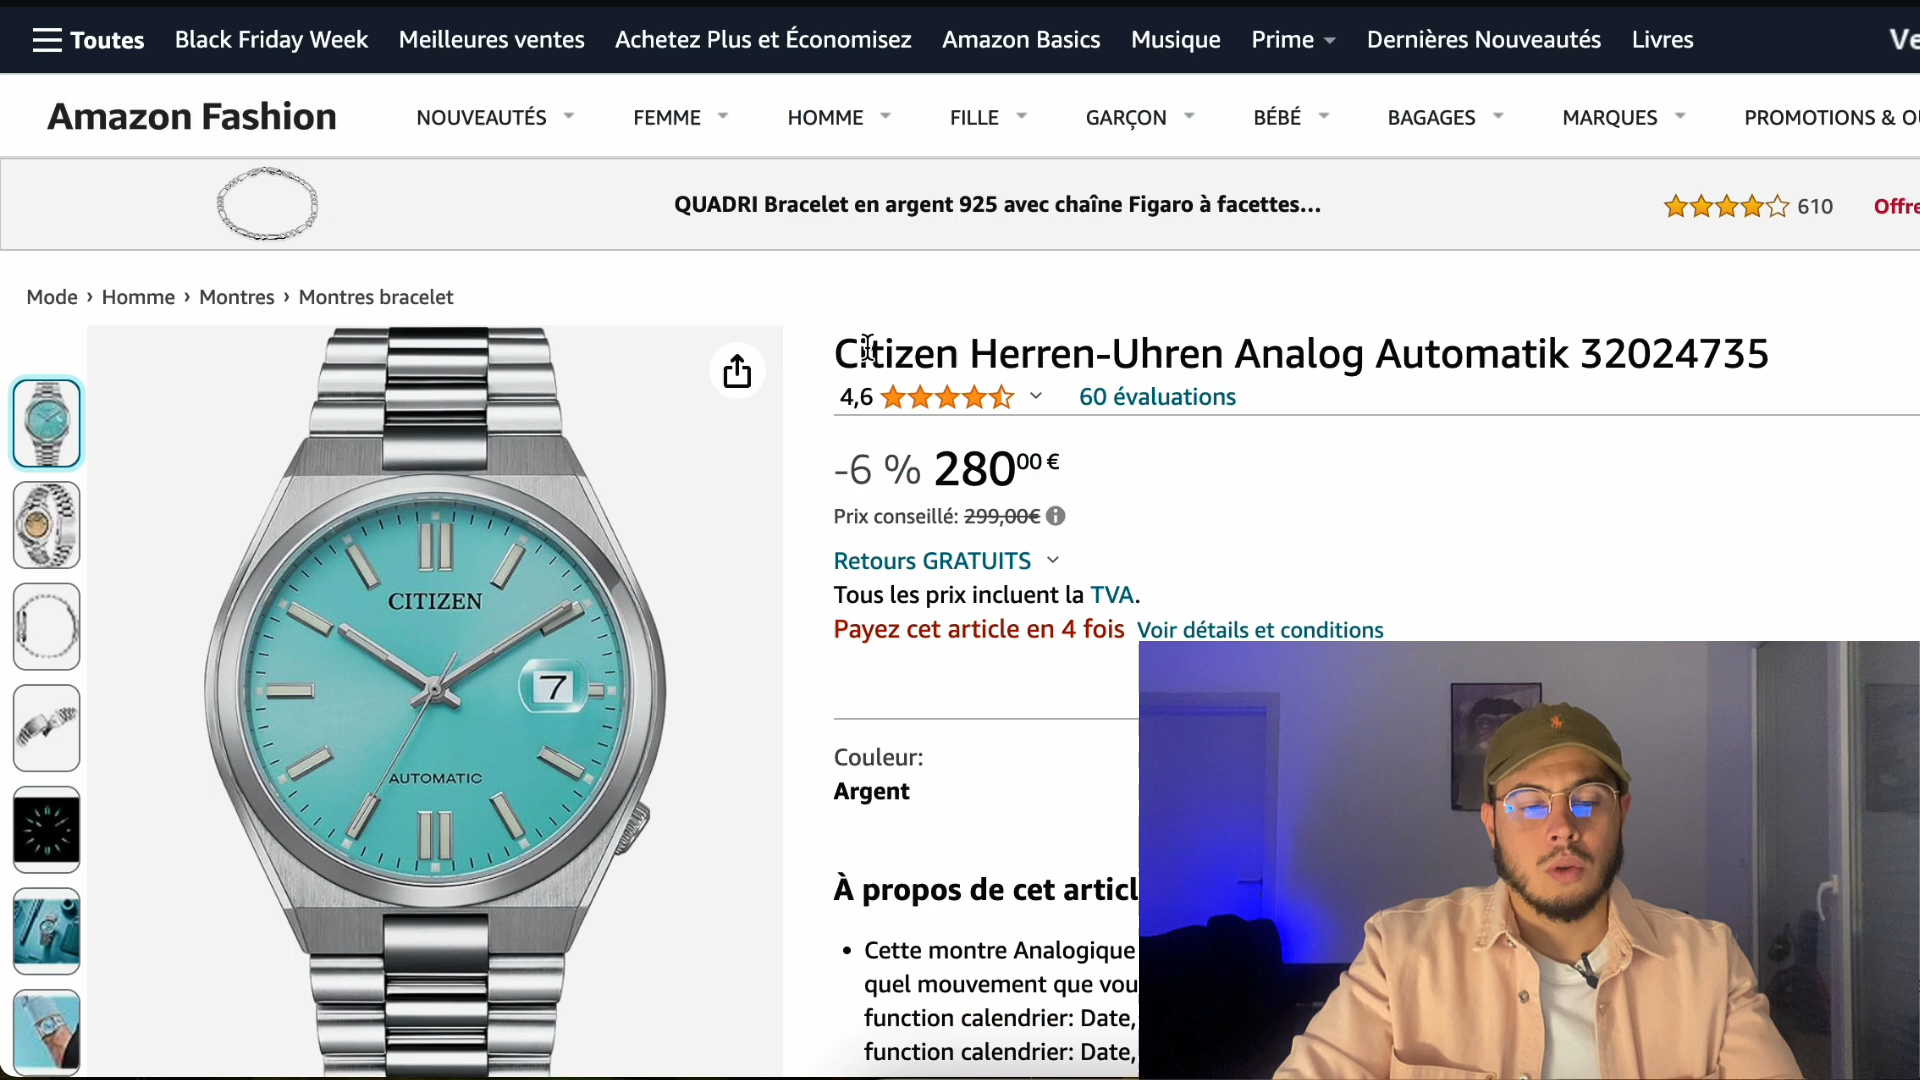 Toutes Black Friday Week Meilleures ventes Achetez Plus et Économisez Amazon Basics Musique Prime Dernières Nouveautés Livres Ve
Amazon Fashion NOUVEAUTÉS FEMME HOMME FILLE GARÇON BÉBÉ BAGAGES MARQUES PROMOTIONS & OU
QUADRI Bracelet en argent 925 avec chaîne Figaro à facettes... 610 Offre
Mode › Homme › Montres › Montres bracelet
Citizen Herren-Uhren Analog Automatik 32024735
4,6 60 évaluations
-6 % 28000 €
Prix conseillé: 299,00€
Retours GRATUITS
Tous les prix incluent la TVA.
Payez cet article en 4 fois Voir détails et conditions
CITIZEN
7
AUTOMATIC
Couleur:
Argent
À propos de cet articl
• Cette montre Analogique
quel mouvement que vou
function calendrier: Date,
function calendrier: Date,